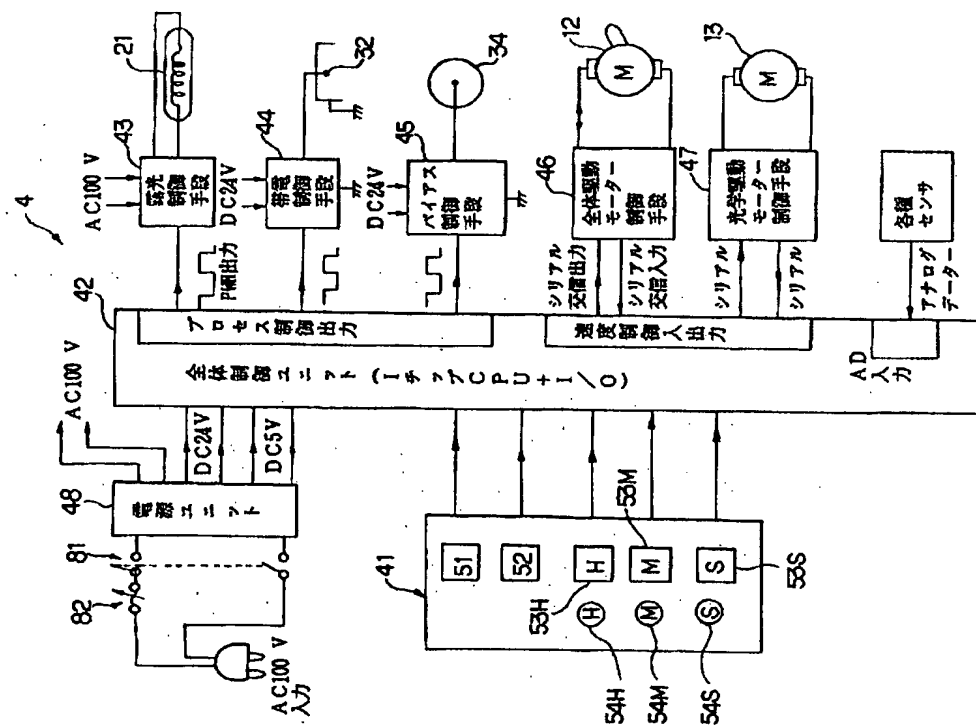 4
AC100 V
43
露光
制御
手段
21
DC24V
44
帯電
制御
手段
32
DC24V
45
バイアス
制御
手段
34
PWM出力
46
全体駆動
モーター
制御手段
12
M
47
光学駆動
モーター
制御手段
13
M
シリアル
交信出力
シリアル
交信入力
シリアル
シリアル
各種
センサ
アナログ
データー
42
プロセス制御出力
速度制御入出力
AD
入力
全体制御ユニット(IチップCPU+I/O)
AC100 V
DC24V
DC5V
48
電源ユニット
81
82
AC100 V
入力
41
51
52
H
M
S
H
M
S
53H
53M
53S
54H
54M
54S